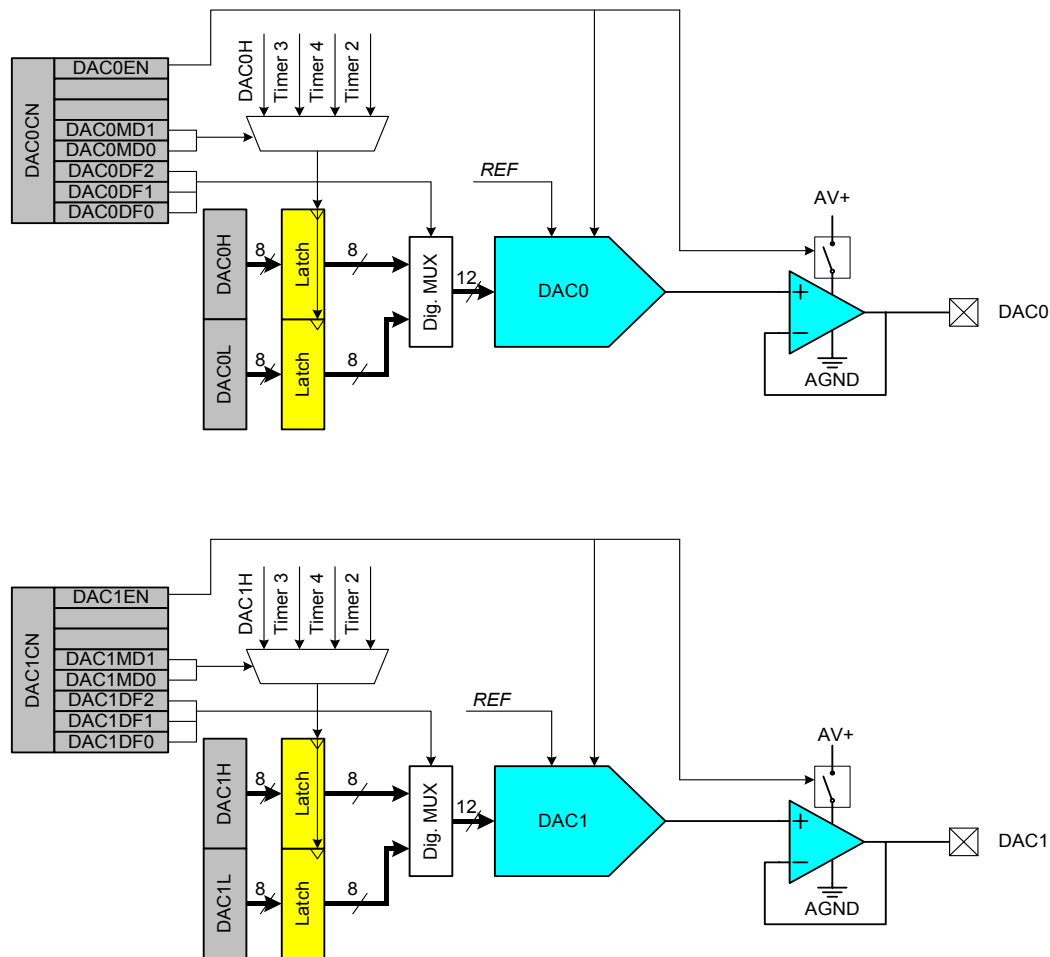 DAC0CN
DAC0EN
DAC0MD1
DAC0MD0
DAC0DF2
DAC0DF1
DAC0DF0
DAC0H
Timer 3
Timer 4
Timer 2
REF
AV+
DAC0H
8
Latch
8
Dig. MUX
12
DAC0
+
−
DAC0
DAC0L
8
Latch
8
AGND
DAC1CN
DAC1EN
DAC1MD1
DAC1MD0
DAC1DF2
DAC1DF1
DAC1DF0
DAC1H
Timer 3
Timer 4
Timer 2
REF
AV+
DAC1H
8
Latch
8
Dig. MUX
12
DAC1
+
−
DAC1
DAC1L
8
Latch
8
AGND